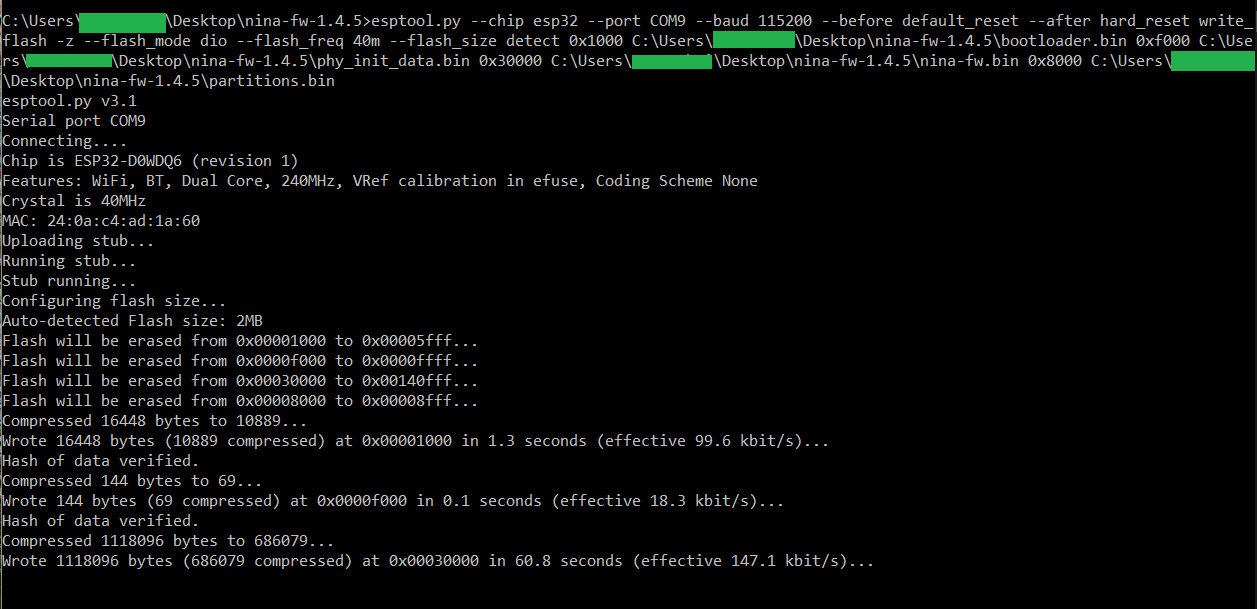 C:\Users\ \Desktop\nina-fw-1.4.5>esptool.py --chip esp32 --port COM9 --baud 115200 --before default_reset --after hard_reset write_
flash -z --flash_mode dio --flash_freq 40m --flash_size detect 0x1000 C:\Users\ \Desktop\nina-fw-1.4.5\bootloader.bin 0xf000 C:\Use
rs\ \Desktop\nina-fw-1.4.5\phy_init_data.bin 0x30000 C:\Users\ \Desktop\nina-fw-1.4.5\nina-fw.bin 0x8000 C:\Users\
\Desktop\nina-fw-1.4.5\partitions.bin
esptool.py v3.1
Serial port COM9
Connecting....
Chip is ESP32-D0WDQ6 (revision 1)
Features: WiFi, BT, Dual Core, 240MHz, VRef calibration in efuse, Coding Scheme None
Crystal is 40MHz
MAC: 24:0a:c4:ad:1a:60
Uploading stub...
Running stub...
Stub running...
Configuring flash size...
Auto-detected Flash size: 2MB
Flash will be erased from 0x00001000 to 0x00005fff...
Flash will be erased from 0x0000f000 to 0x0000ffff...
Flash will be erased from 0x00030000 to 0x00140fff...
Flash will be erased from 0x00008000 to 0x00008fff...
Compressed 16448 bytes to 10889...
Wrote 16448 bytes (10889 compressed) at 0x00001000 in 1.3 seconds (effective 99.6 kbit/s)...
Hash of data verified.
Compressed 144 bytes to 69...
Wrote 144 bytes (69 compressed) at 0x0000f000 in 0.1 seconds (effective 18.3 kbit/s)...
Hash of data verified.
Compressed 1118096 bytes to 686079...
Wrote 1118096 bytes (686079 compressed) at 0x00030000 in 60.8 seconds (effective 147.1 kbit/s)...